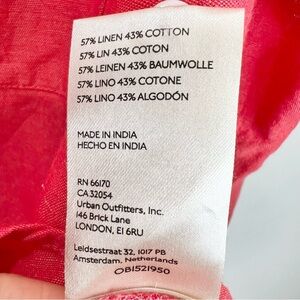 57% LINEN 43% COTTON
57% LIN 43% COTON
57% LEINEN 43% BAUMWOLLE
57% LINO 43% COTONE
57% LINO 43% ALGODÓN
MADE IN INDIA
HECHO EN INDIA
RN 66170
CA 32054
Urban Outfitters, Inc.
146 Brick Lane
LONDON, E1 6RU
Leidsestraat 32, 1017 PB
Amsterdam, Netherlands
OB1521950